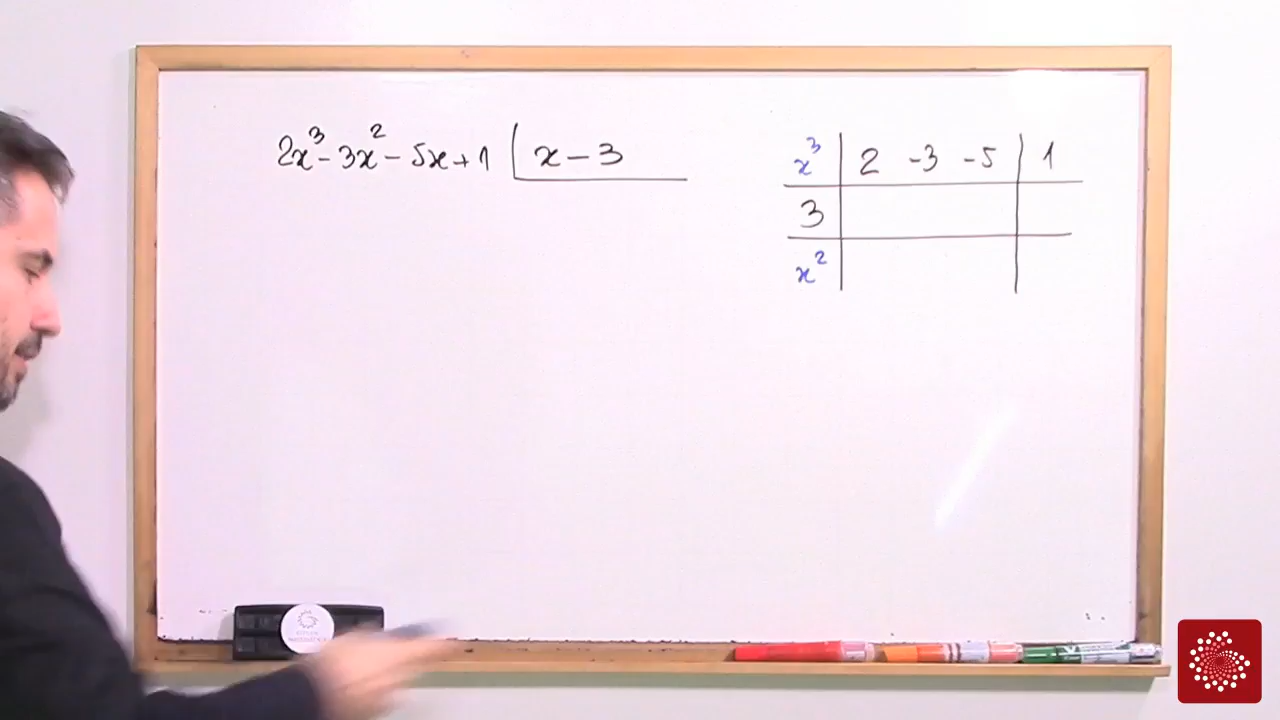 2x³ - 3x² - 5x + 1 | x - 3
x³ | 2 -3 -5 | 1
3
x²